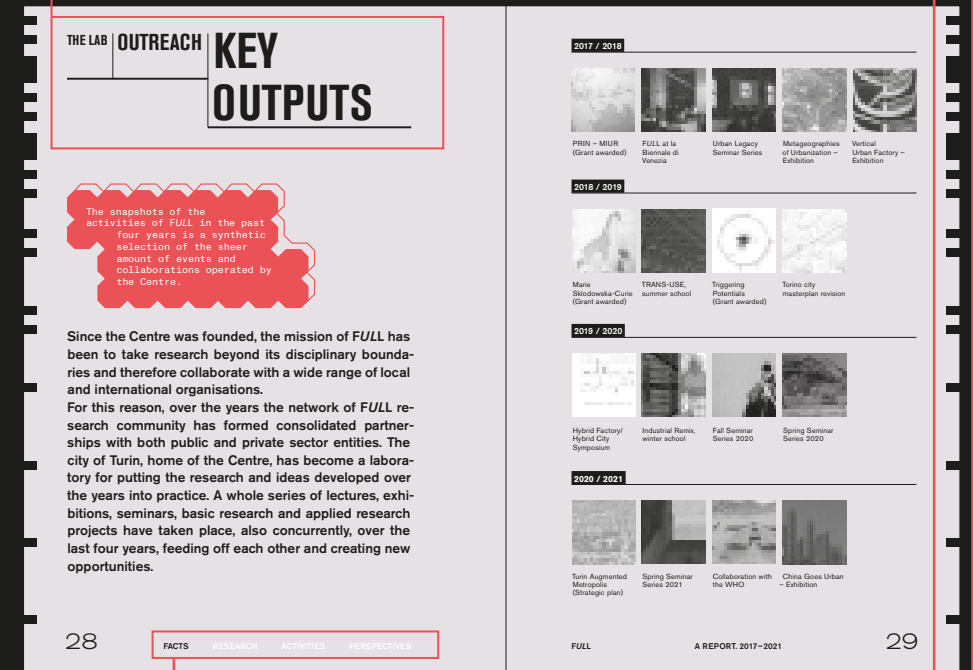 THE LAB
OUTREACH
KEY
OUTPUTS
The snapshots of the
activities of FULL in the past
four years is a synthetic
selection of the sheer
amount of events and
collaborations operated by
the Centre.
Since the Centre was founded, the mission of FULL has
been to take research beyond its disciplinary bounda-
ries and therefore collaborate with a wide range of local
and international organisations.
For this reason, over the years the network of FULL re-
search community has formed consolidated partner-
ships with both public and private sector entities. The
city of Turin, home of the Centre, has become a labora-
tory for putting the research and ideas developed over
the years into practice. A whole series of lectures, exhi-
bitions, seminars, basic research and applied research
projects have taken place, also concurrently, over the
last four years, feeding off each other and creating new
opportunities.
28
FACTS
RESEARCH
ACTIVITIES
PERSPECTIVES
2017 / 2018
PRIN – MIUR
(Grant awarded)
FULL at la
Biennale di
Venezia
Urban Legacy
Seminar Series
Metageographies
of Urbanization –
Exhibition
Vertical
Urban Factory –
Exhibition
2018 / 2019
Marie
Skłodowska-Curie
(Grant awarded)
TRANS-USE,
summer school
Triggering
Potentials
(Grant awarded)
Torino city
masterplan revision
2019 / 2020
Hybrid Factory/
Hybrid City
Symposium
Industrial Remix,
winter school
Fall Seminar
Series 2020
Spring Seminar
Series 2020
2020 / 2021
Turin Augmented
Metropolis
(Strategic plan)
Spring Seminar
Series 2021
Collaboration with
the WHO
China Goes Urban
– Exhibition
FULL
A REPORT. 2017–2021
29